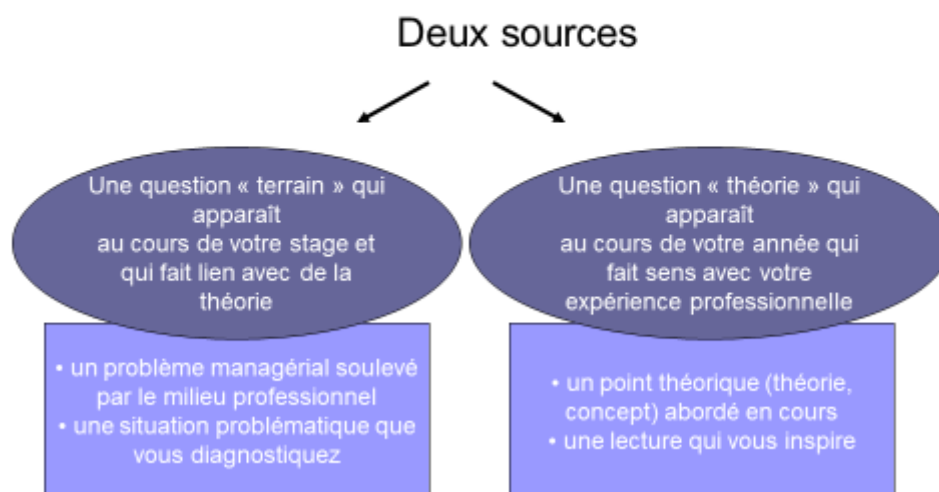 Deux sources
Une question « terrain » qui
apparaît
au cours de votre stage et
qui fait lien avec de la
théorie
• un problème managérial soulevé
par le milieu professionnel
• une situation problématique que
vous diagnostiquez
Une question « théorie » qui
apparaît
au cours de votre année qui
fait sens avec votre
expérience professionnelle
• un point théorique (théorie,
concept) abordé en cours
• une lecture qui vous inspire